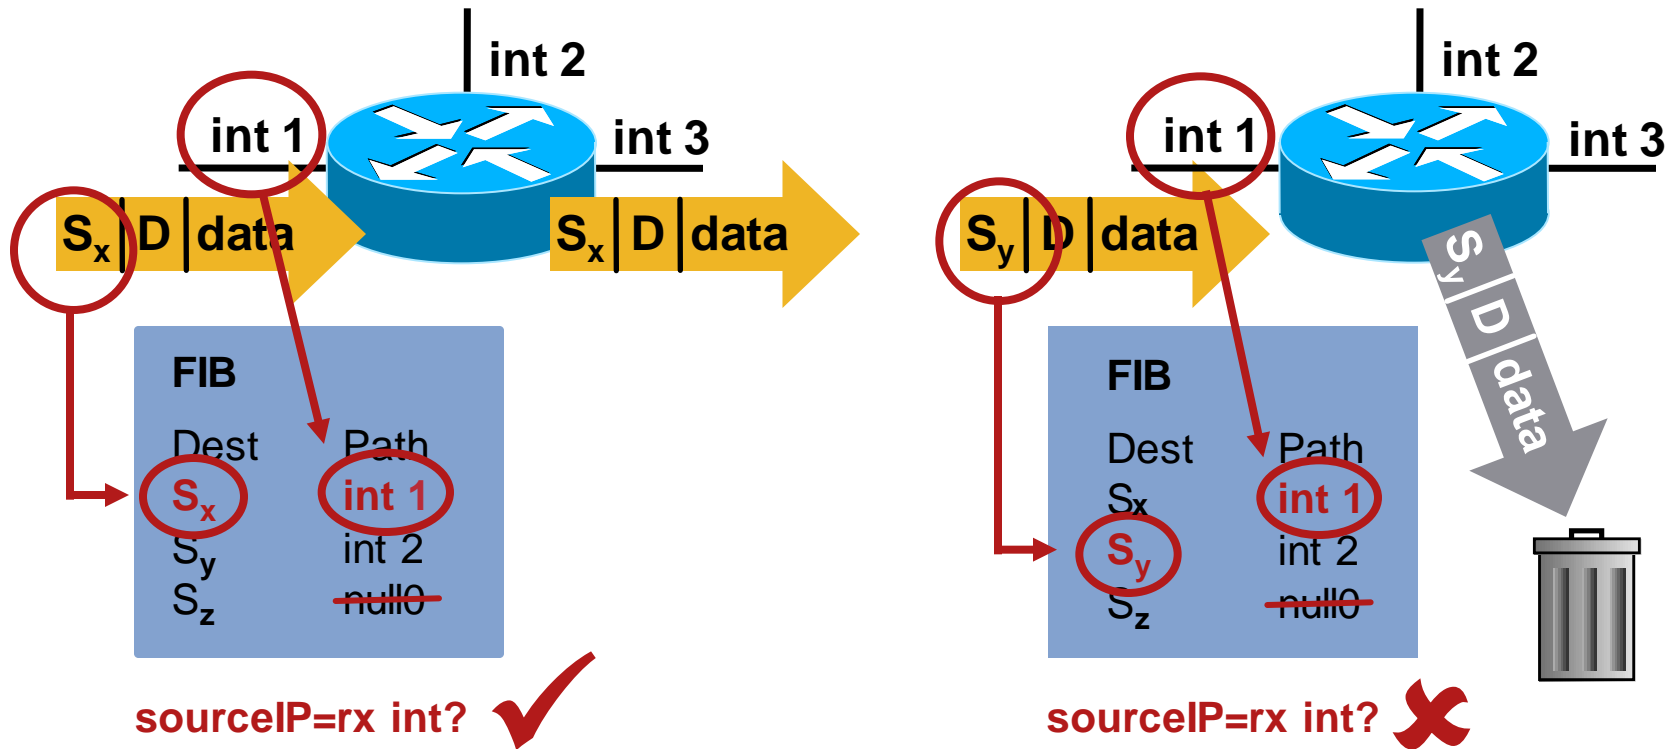 int 2
int 1
int 3
Sx D data
Sx D data
FIB
Dest Path
Sx int 1
Sy int 2
Sz null0
sourceIP=rx int?
int 2
int 1
int 3
Sy D data
Sy D data
FIB
Dest Path
Sx int 1
Sy int 2
Sz null0
sourceIP=rx int?